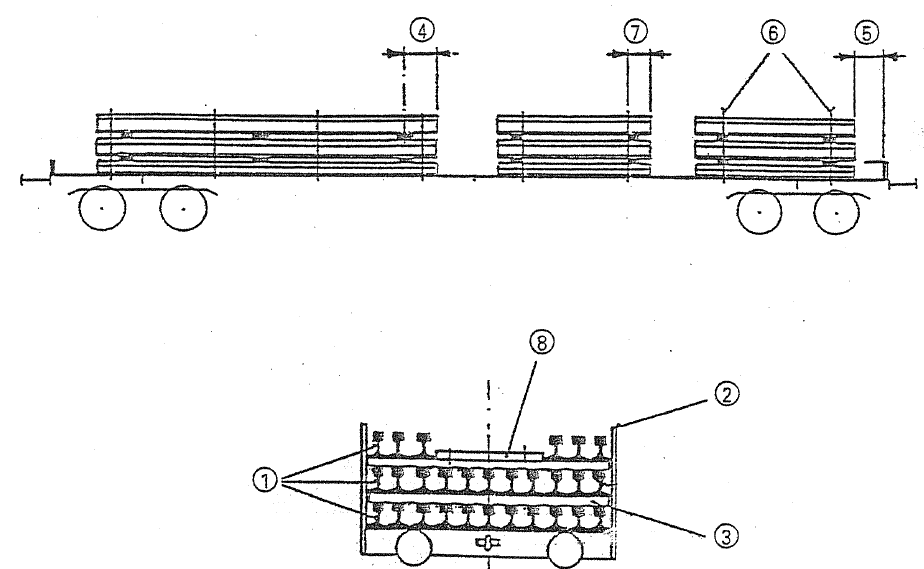 ④ ⑦ ⑥ ⑤
⑧
②
①
③